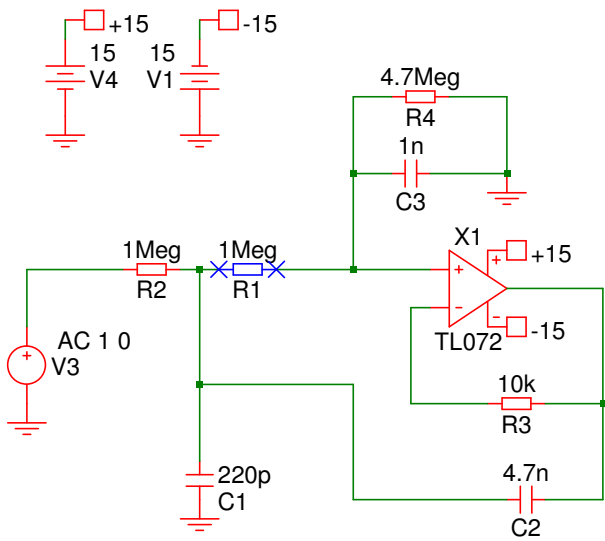 +15
-15
15
V4
15
V1
4.7Meg
R4
1n
C3
X1
+15
1Meg
R2
1Meg
R1
+
+
-
-
-15
TL072
AC 1 0
+
V3
10k
R3
220p
C1
4.7n
C2